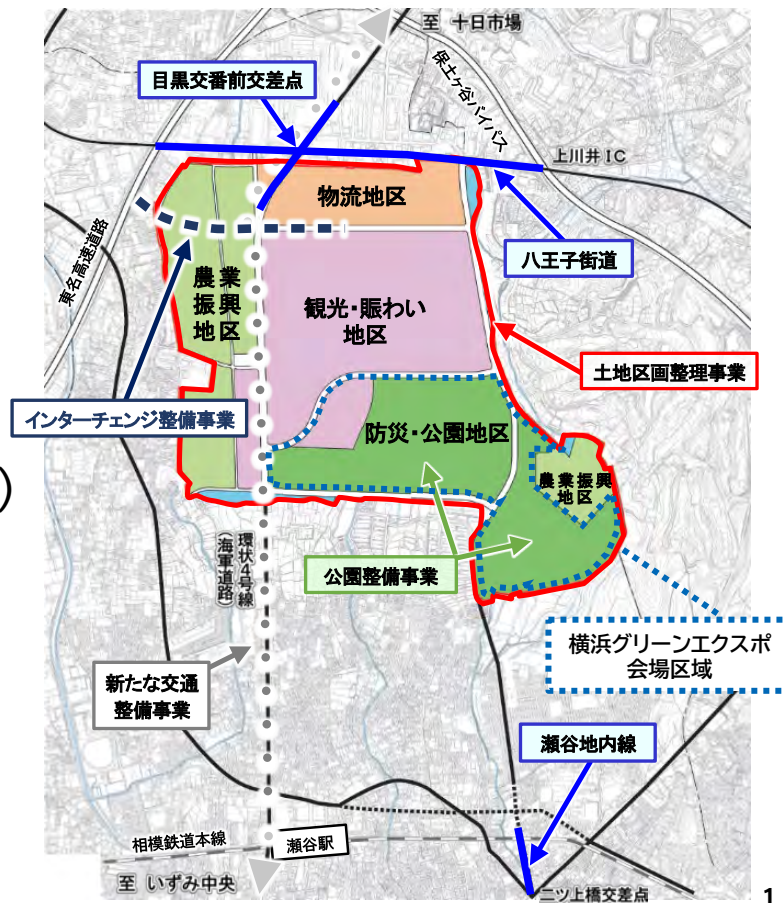 至 十日市場
目黒交番前交差点
保土ヶ谷バイパス
上川井IC
物流地区
八王子街道
東名高速道路
農業
振興
地区
観光・賑わい
地区
土地区画整理事業
インターチェンジ整備事業
防災・公園地区
農業振興
地区
)
環状4号線
(海軍道路)
公園整備事業
横浜グリーンエクスポ
会場区域
新たな交通
整備事業
瀬谷地内線
相模鉄道本線
瀬谷駅
至 いずみ中央
二ツ橋交差点
1